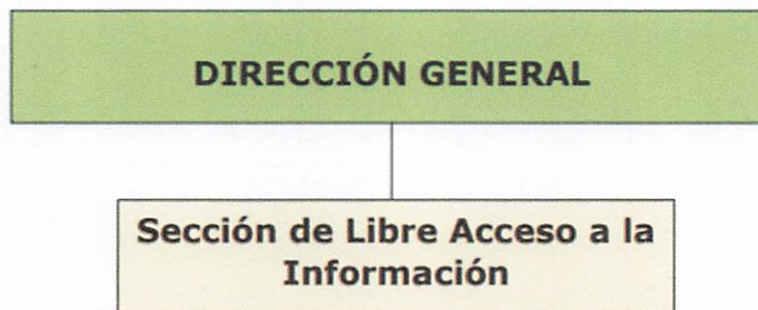 DIRECCIÓN GENERAL
Sección de Libre Acceso a la
Información